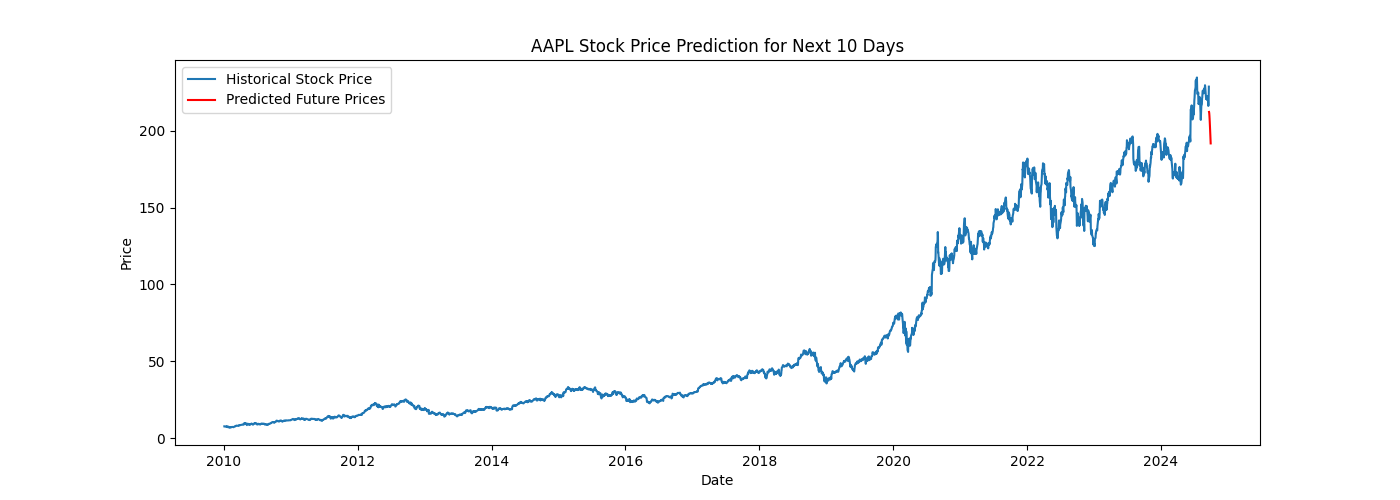 AAPL Stock Price Prediction for Next 10 Days
Historical Stock Price
Predicted Future Prices
200
150
100
50
0
Price
2010 2012 2014 2016 2018 2020 2022 2024
Date